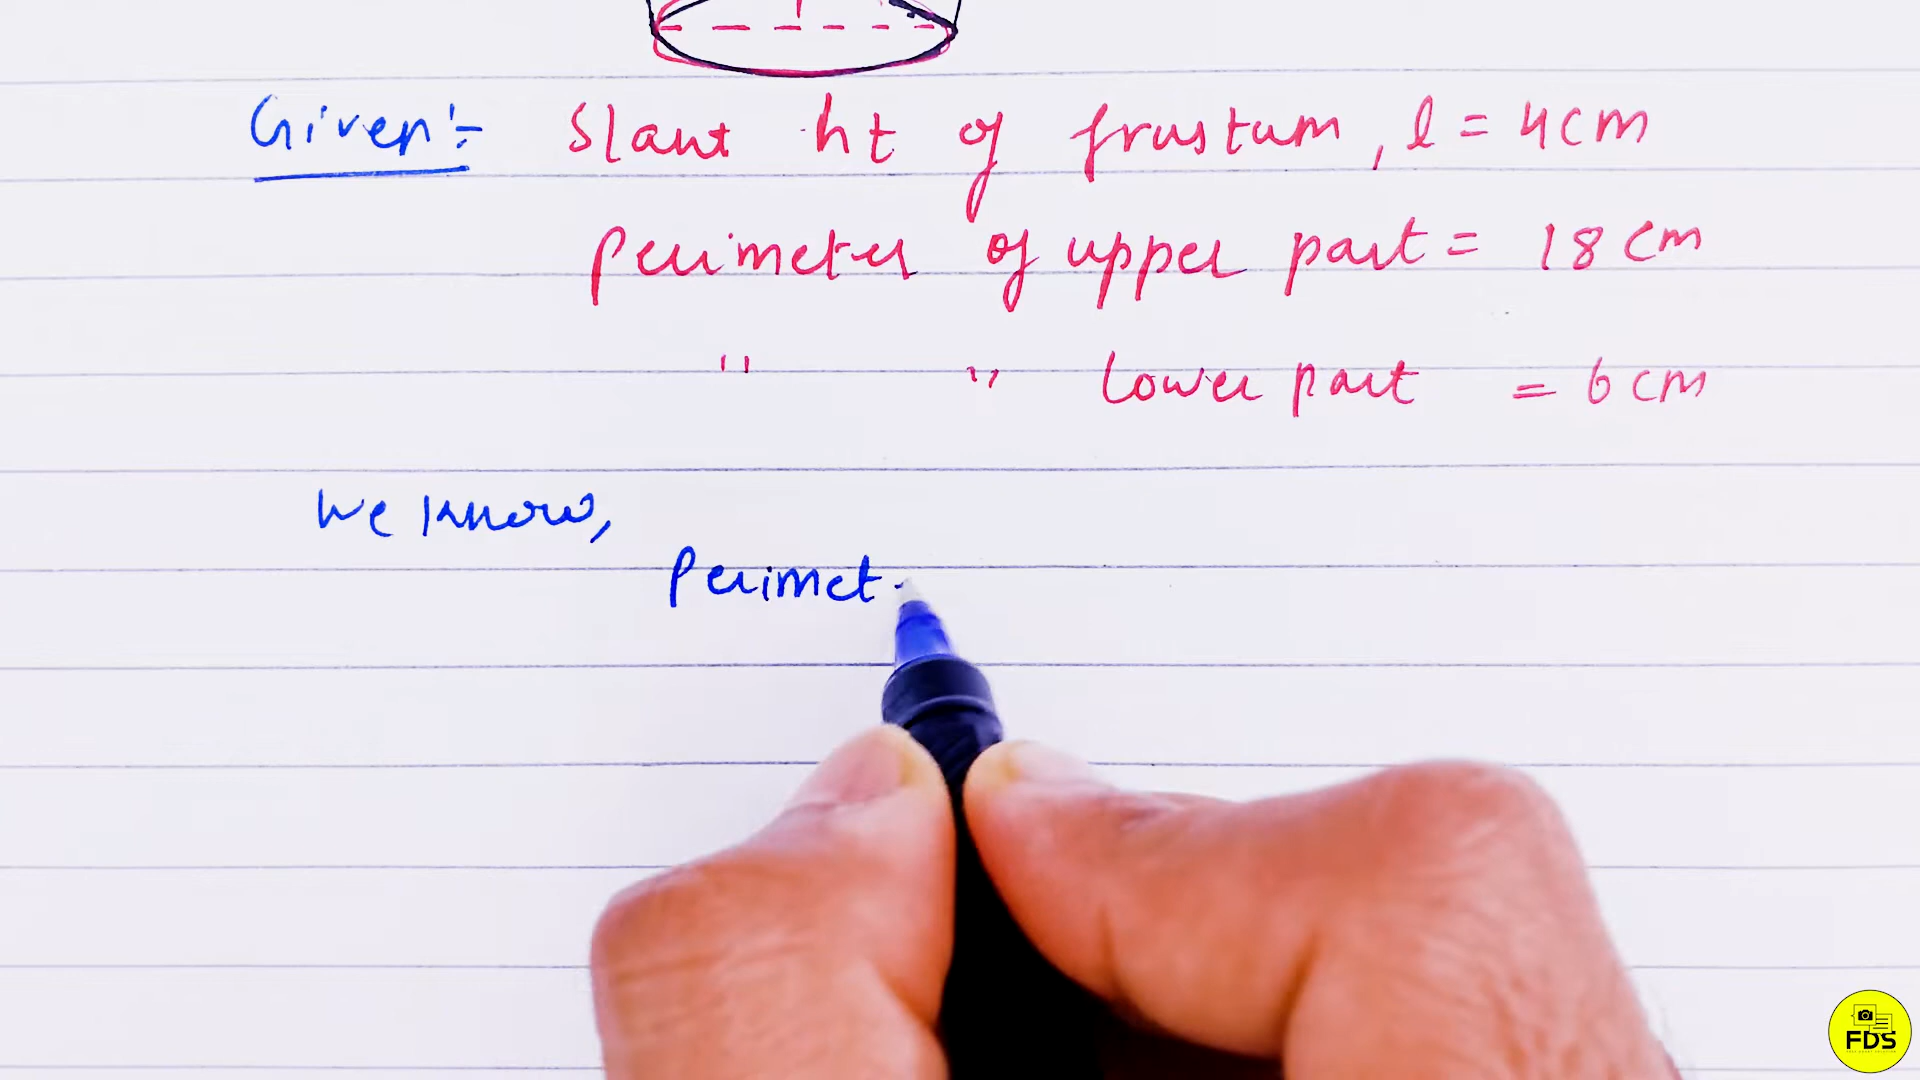 Given:- Slant ht of frustum, l = 4cm
perimeter of upper part = 18 cm
" " lower part = 6 cm
We know,
Perimet
FDS